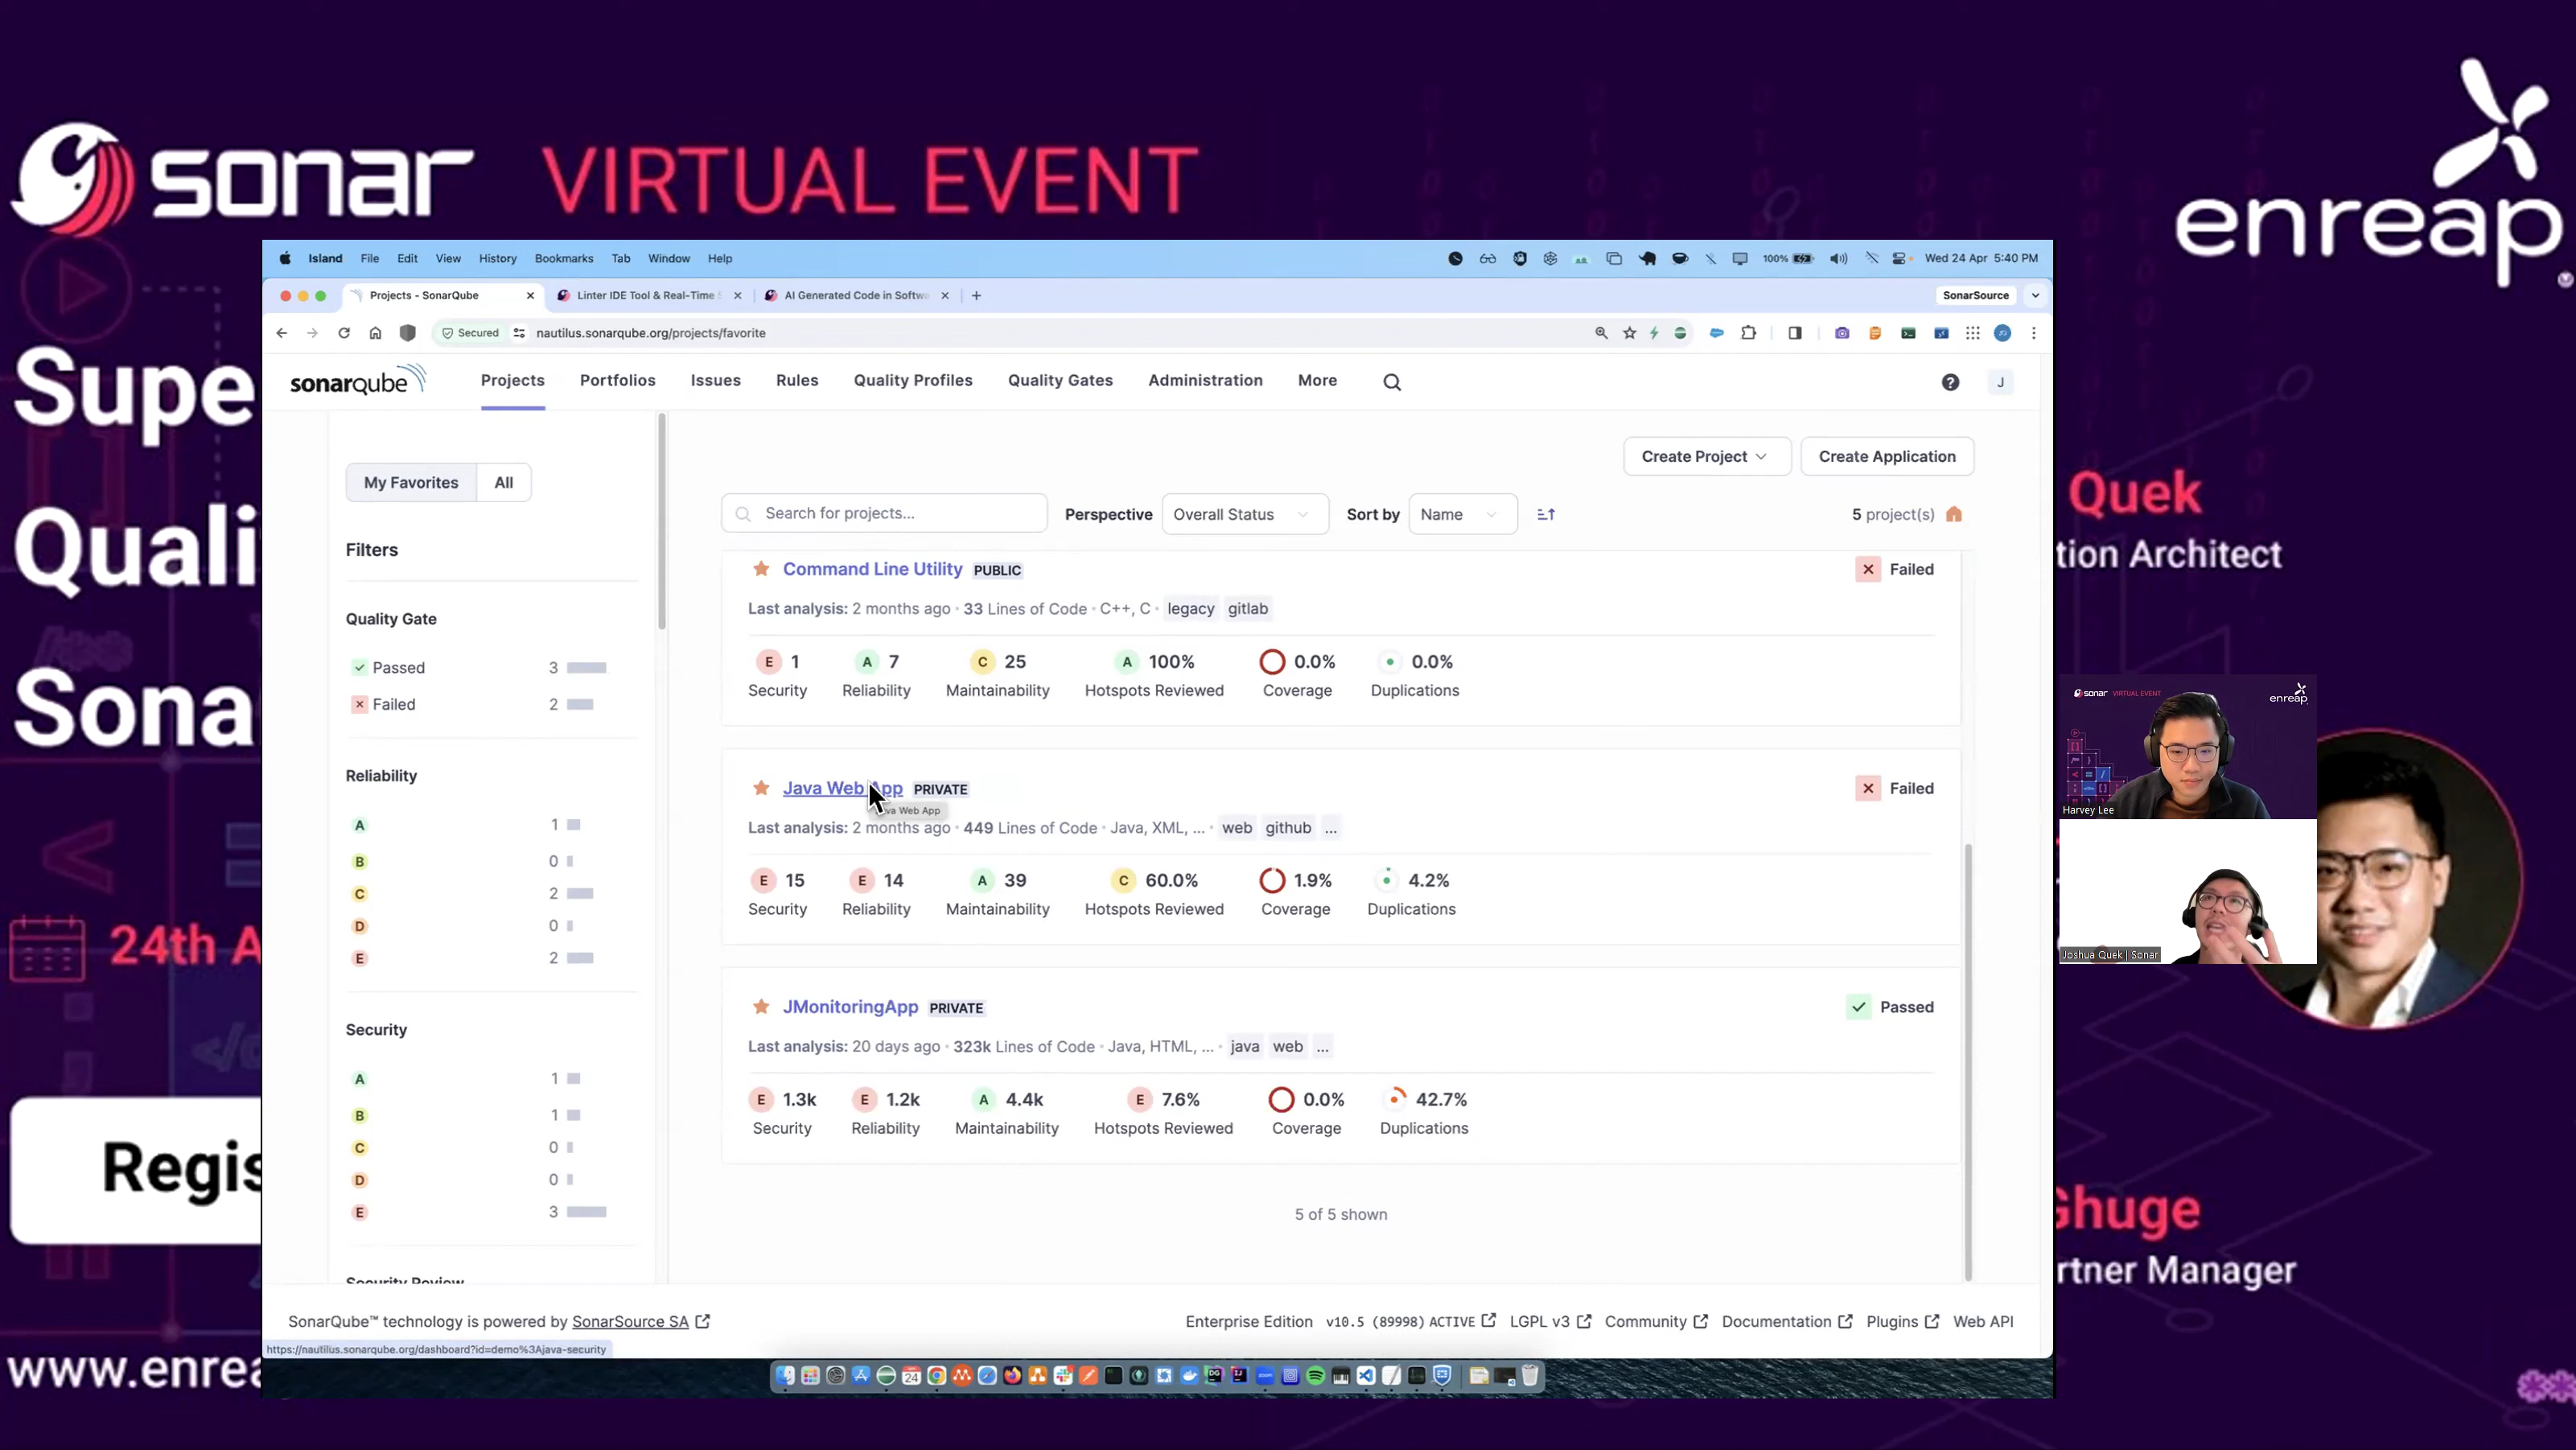 sonar VIRTUAL EVENT
enreap
Island File Edit View History Bookmarks Tab Window Help
100% Wed 24 Apr 5:40 PM
Projects - SonarQube
Linter IDE Tool & Real-Time S
AI Generated Code in Softwa
SonarSource
Secured nautilus.sonarqube.org/projects/favorite
sonarqube Projects Portfolios Issues Rules Quality Profiles Quality Gates Administration More
J
Supe
Quali
Sona
24th A
Regis
www.enrea
Quek
tion Architect
Ghuge
rtner Manager
My Favorites All
Filters
Quality Gate
Passed 3
Failed 2
Reliability
A 1
B 0
C 2
D 0
E 2
Security
A 1
B 1
C 0
D 0
E 3
Security Review
Create Project Create Application
Search for projects... Perspective Overall Status Sort by Name 5 project(s)
Command Line Utility PUBLIC Failed
Last analysis: 2 months ago · 33 Lines of Code · C++, C · legacy gitlab
E 1 A 7 C 25 A 100% 0.0% 0.0%
Security Reliability Maintainability Hotspots Reviewed Coverage Duplications
Java Web App PRIVATE Failed
Last analysis: 2 months ago · 449 Lines of Code · Java, XML, ... · web github ...
E 15 E 14 A 39 C 60.0% 1.9% 4.2%
Security Reliability Maintainability Hotspots Reviewed Coverage Duplications
JMonitoringApp PRIVATE Passed
Last analysis: 20 days ago · 323k Lines of Code · Java, HTML, ... · java web ...
E 1.3k E 1.2k A 4.4k E 7.6% 0.0% 42.7%
Security Reliability Maintainability Hotspots Reviewed Coverage Duplications
5 of 5 shown
SonarQube™ technology is powered by SonarSource SA
Enterprise Edition v10.5 (89998) ACTIVE LGPL v3 Community Documentation Plugins Web API
https://nautilus.sonarqube.org/dashboard?id=demo%3Ajava-security
sonar VIRTUAL EVENT enreap
Harvey Lee
Joshua Quek | Sonar